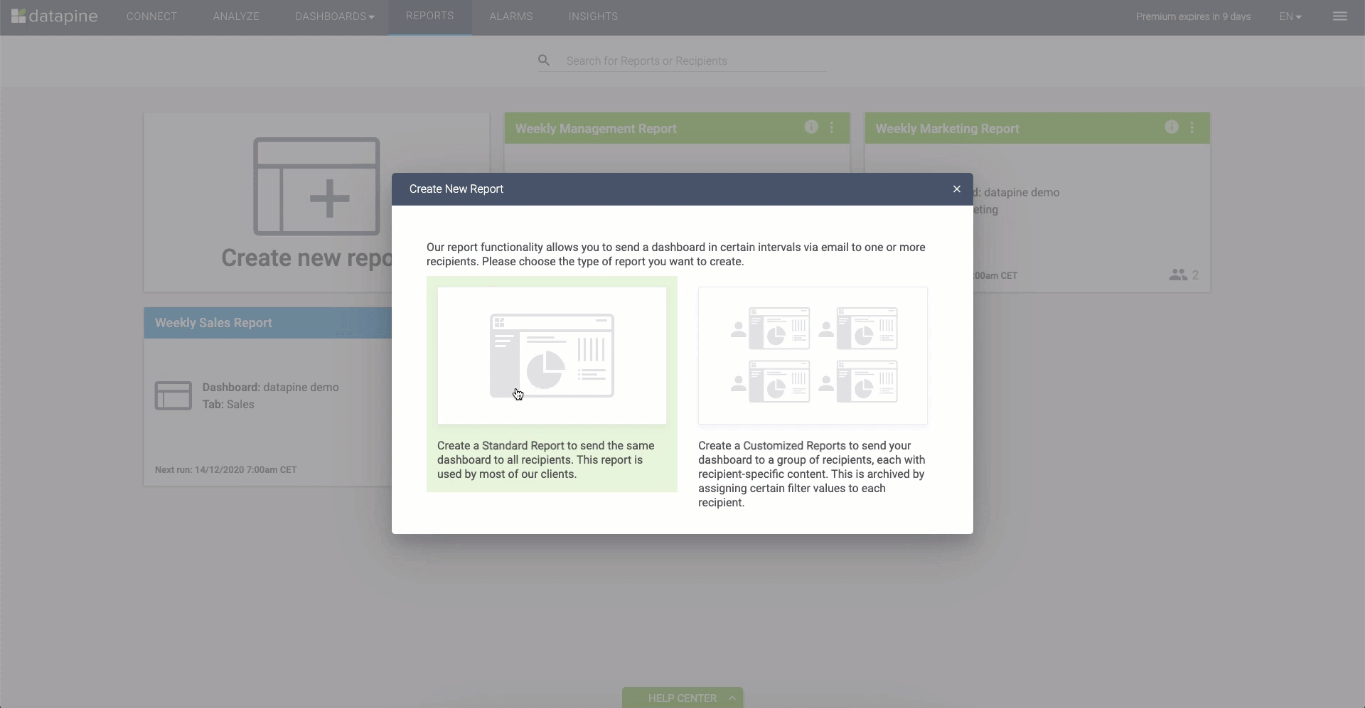 datapine CONNECT ANALYZE DASHBOARDS REPORTS ALARMS INSIGHTS Premium expires in 9 days EN
Search for Reports or Recipients
Create new repo
Weekly Management Report
Weekly Marketing Report
d: datapine demo
eting
:00am CET
2
Weekly Sales Report
Dashboard: datapine demo
Tab: Sales
Next run: 14/12/2020 7:00am CET
Create New Report
Our report functionality allows you to send a dashboard in certain intervals via email to one or more
recipients. Please choose the type of report you want to create.
Create a Standard Report to send the same
dashboard to all recipients. This report is
used by most of our clients.
Create a Customized Reports to send your
dashboard to a group of recipients, each with
recipient-specific content. This is archived by
assigning certain filter values to each
recipient.
HELP CENTER